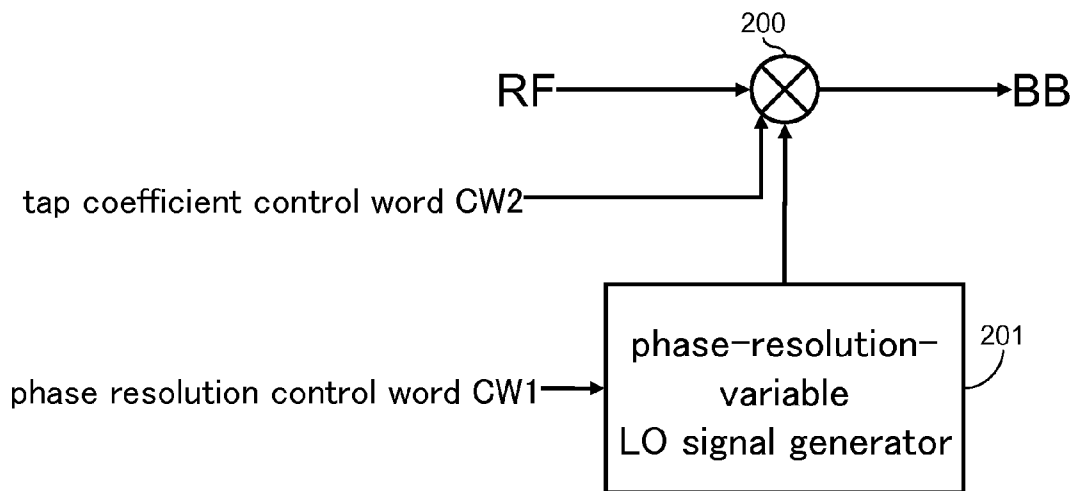 200
RF
BB
tap coefficient control word CW2
phase resolution control word CW1
phase-resolution-
variable
LO signal generator
201